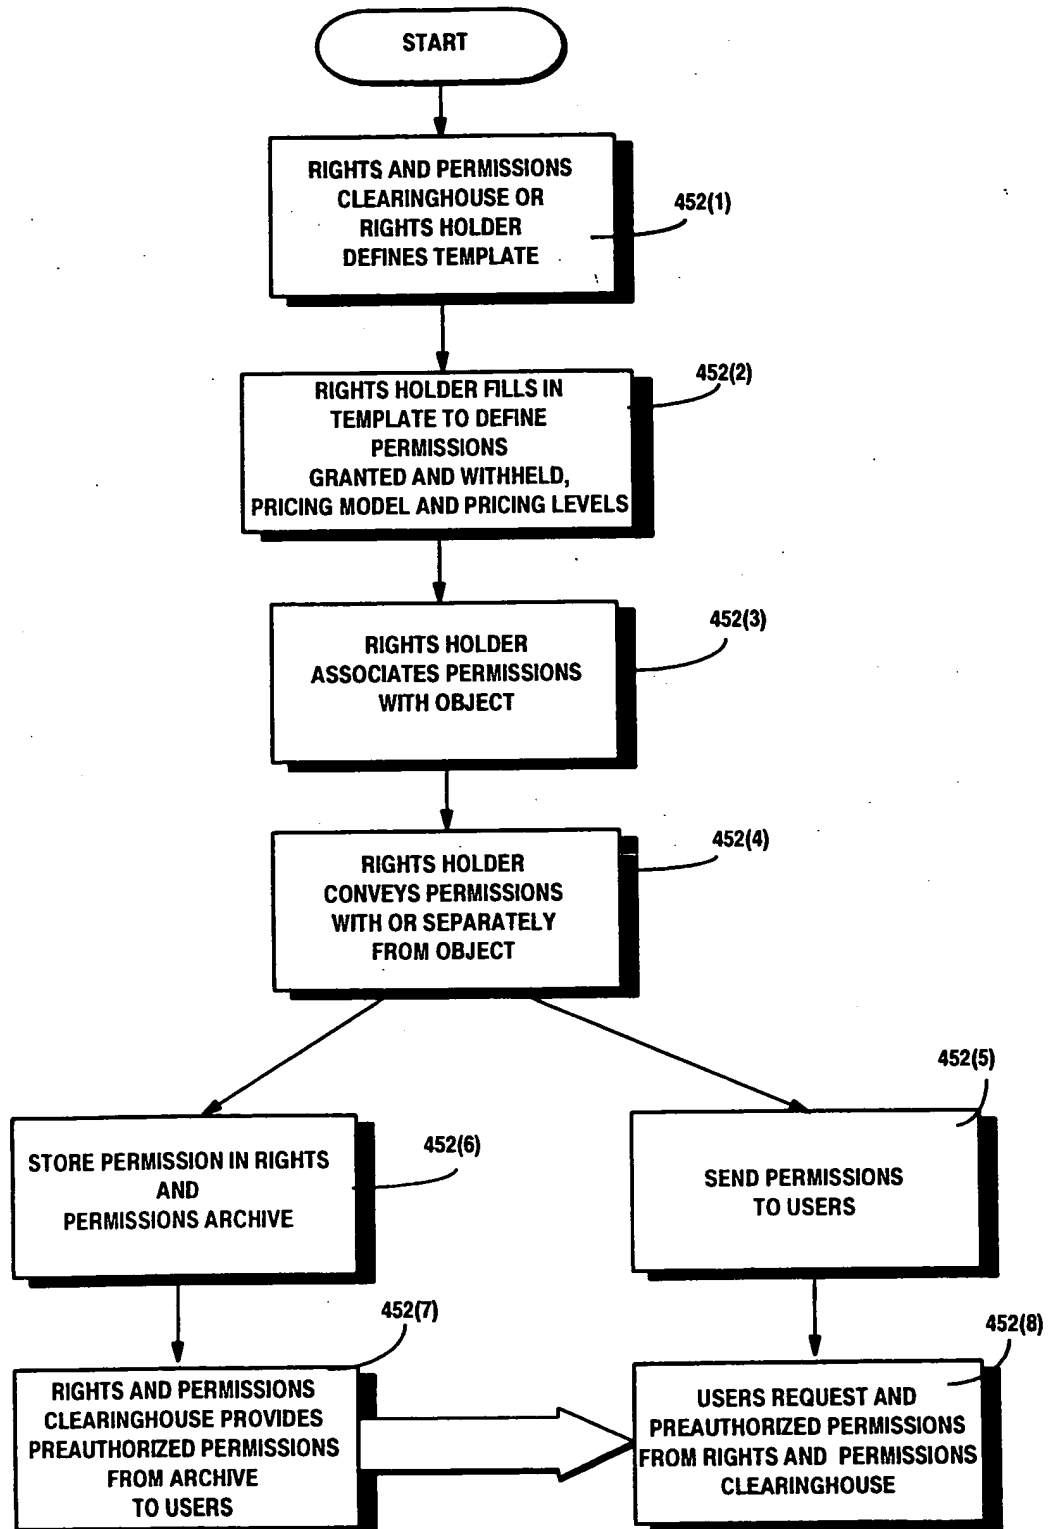 START
RIGHTS AND PERMISSIONS
CLEARINGHOUSE OR
RIGHTS HOLDER
DEFINES TEMPLATE
452(1)
RIGHTS HOLDER FILLS IN
TEMPLATE TO DEFINE
PERMISSIONS
GRANTED AND WITHHELD,
PRICING MODEL AND PRICING LEVELS
452(2)
RIGHTS HOLDER
ASSOCIATES PERMISSIONS
WITH OBJECT
452(3)
RIGHTS HOLDER
CONVEYS PERMISSIONS
WITH OR SEPARATELY
FROM OBJECT
452(4)
STORE PERMISSION IN RIGHTS
AND
PERMISSIONS ARCHIVE
452(6)
SEND PERMISSIONS
TO USERS
452(5)
RIGHTS AND PERMISSIONS
CLEARINGHOUSE PROVIDES
PREAUTHORIZED PERMISSIONS
FROM ARCHIVE
TO USERS
452(7)
USERS REQUEST AND
PREAUTHORIZED PERMISSIONS
FROM RIGHTS AND PERMISSIONS
CLEARINGHOUSE
452(8)